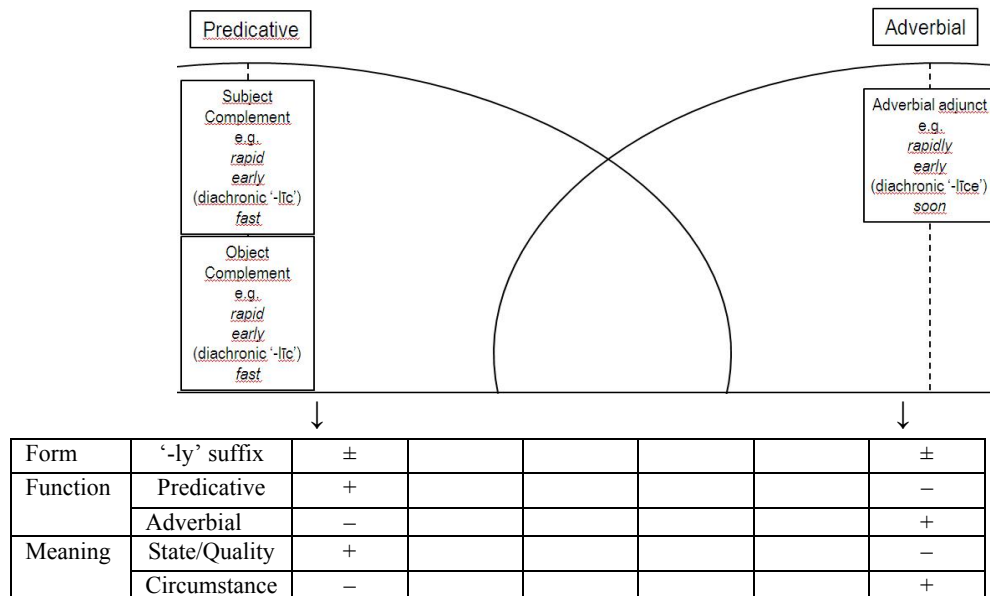 Predicative
Adverbial
Subject
Complement
e.g.
rapid
early
(diachronic ‘-līc’)
fast
Object
Complement
e.g.
rapid
early
(diachronic ‘-līc’)
fast
Adverbial adjunct
e.g.
rapidly
early
(diachronic ‘-līce’)
soon
↓ ↓
Form ‘-ly’ suffix ± ±
Function Predicative + –
Adverbial – +
Meaning State/Quality + –
Circumstance – +